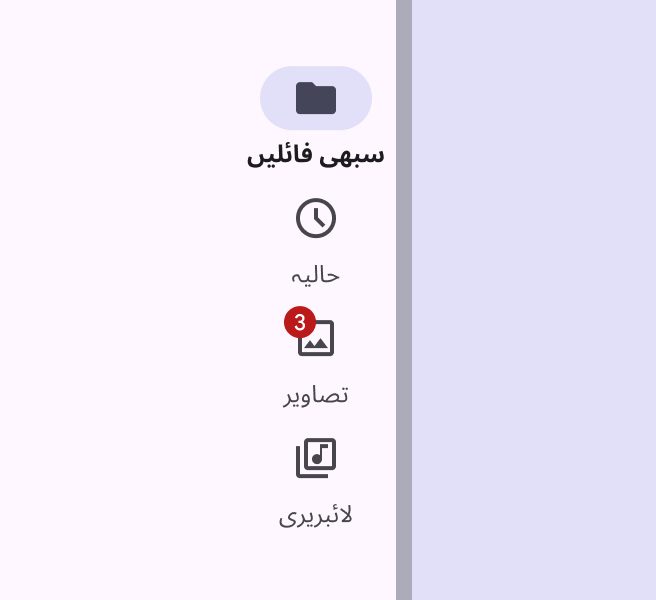 سبھی فائلیں
حالیہ
3
تصاویر
لائبریری